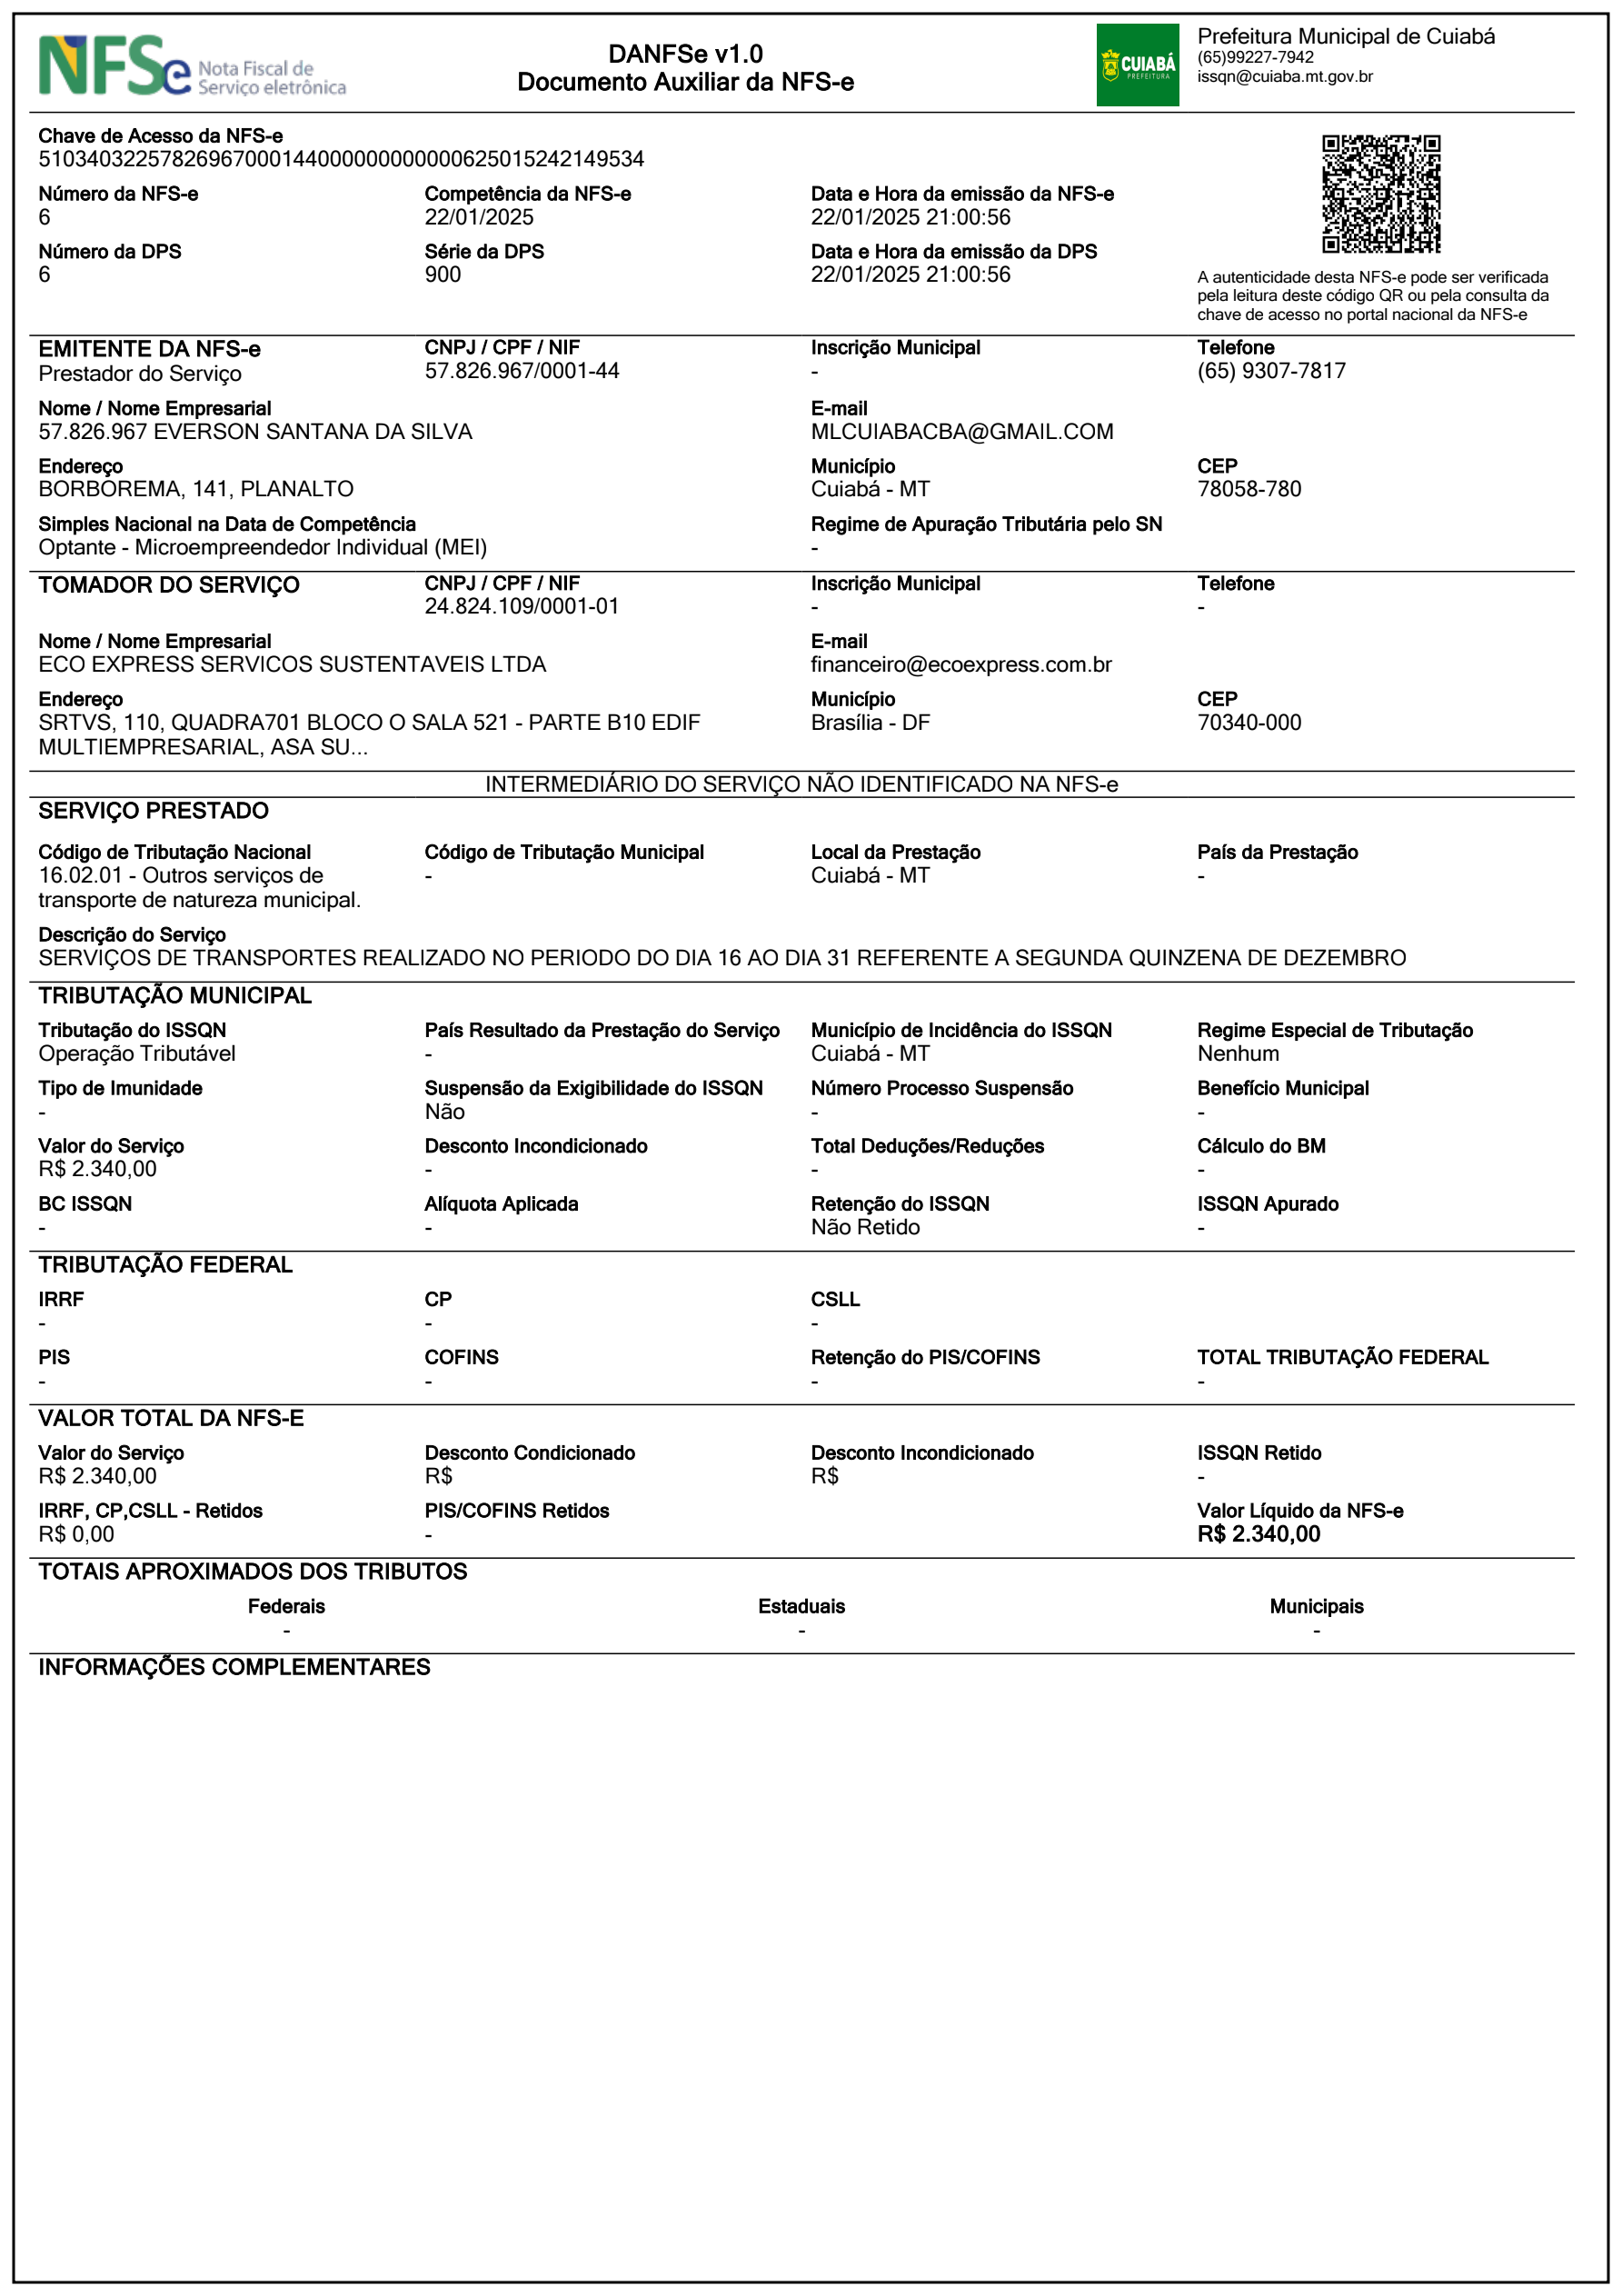 NFSe Nota Fiscal de
Serviço eletrônica
DANFSe v1.0
Documento Auxiliar da NFS-e
CUIABÁ
PREFEITURA
Prefeitura Municipal de Cuiabá
(65)99227-7942
issqn@cuiaba.mt.gov.br
Chave de Acesso da NFS-e
51034032257826967000144000000000000625015242149534
Número da NFS-e Competência da NFS-e Data e Hora da emissão da NFS-e
6 22/01/2025 22/01/2025 21:00:56
Número da DPS Série da DPS Data e Hora da emissão da DPS
6 900 22/01/2025 21:00:56
A autenticidade desta NFS-e pode ser verificada
pela leitura deste código QR ou pela consulta da
chave de acesso no portal nacional da NFS-e
EMITENTE DA NFS-e CNPJ / CPF / NIF Inscrição Municipal Telefone
Prestador do Serviço 57.826.967/0001-44 - (65) 9307-7817
Nome / Nome Empresarial E-mail
57.826.967 EVERSON SANTANA DA SILVA MLCUIABACBA@GMAIL.COM
Endereço Município CEP
BORBOREMA, 141, PLANALTO Cuiabá - MT 78058-780
Simples Nacional na Data de Competência Regime de Apuração Tributária pelo SN
Optante - Microempreendedor Individual (MEI) -
TOMADOR DO SERVIÇO CNPJ / CPF / NIF Inscrição Municipal Telefone
24.824.109/0001-01 - -
Nome / Nome Empresarial E-mail
ECO EXPRESS SERVICOS SUSTENTAVEIS LTDA financeiro@ecoexpress.com.br
Endereço Município CEP
SRTVS, 110, QUADRA701 BLOCO O SALA 521 - PARTE B10 EDIF Brasília - DF 70340-000
MULTIEMPRESARIAL, ASA SU...
INTERMEDIÁRIO DO SERVIÇO NÃO IDENTIFICADO NA NFS-e
SERVIÇO PRESTADO
Código de Tributação Nacional Código de Tributação Municipal Local da Prestação País da Prestação
16.02.01 - Outros serviços de - Cuiabá - MT -
transporte de natureza municipal.
Descrição do Serviço
SERVIÇOS DE TRANSPORTES REALIZADO NO PERIODO DO DIA 16 AO DIA 31 REFERENTE A SEGUNDA QUINZENA DE DEZEMBRO
TRIBUTAÇÃO MUNICIPAL
Tributação do ISSQN País Resultado da Prestação do Serviço Município de Incidência do ISSQN Regime Especial de Tributação
Operação Tributável - Cuiabá - MT Nenhum
Tipo de Imunidade Suspensão da Exigibilidade do ISSQN Número Processo Suspensão Benefício Municipal
- Não - -
Valor do Serviço Desconto Incondicionado Total Deduções/Reduções Cálculo do BM
R$ 2.340,00 - - -
BC ISSQN Alíquota Aplicada Retenção do ISSQN ISSQN Apurado
- - Não Retido -
TRIBUTAÇÃO FEDERAL
IRRF CP CSLL
- - -
PIS COFINS Retenção do PIS/COFINS TOTAL TRIBUTAÇÃO FEDERAL
- - - -
VALOR TOTAL DA NFS-E
Valor do Serviço Desconto Condicionado Desconto Incondicionado ISSQN Retido
R$ 2.340,00 R$ R$ -
IRRF, CP,CSLL - Retidos PIS/COFINS Retidos Valor Líquido da NFS-e
R$ 0,00 - R$ 2.340,00
TOTAIS APROXIMADOS DOS TRIBUTOS
Federais Estaduais Municipais
- - -
INFORMAÇÕES COMPLEMENTARES